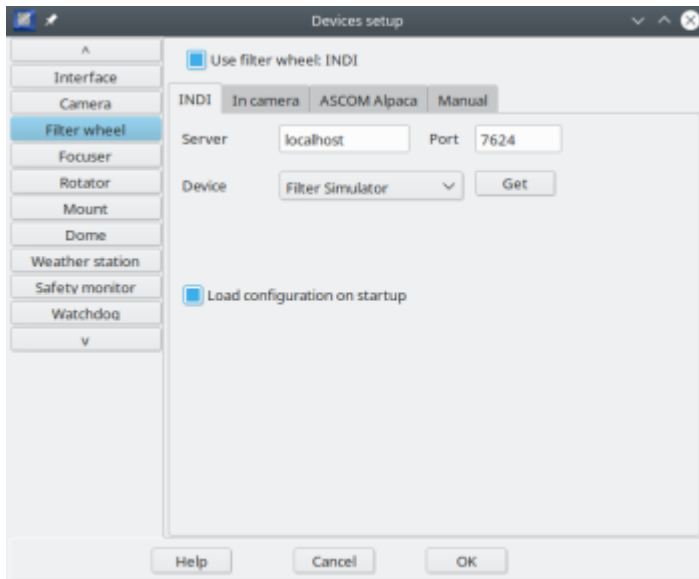 Devices setup
^
Interface
Camera
Filter wheel
Focuser
Rotator
Mount
Dome
Weather station
Safety monitor
Watchdog
v
Use filter wheel: INDI
INDI In camera ASCOM Alpaca Manual
Server localhost Port 7624
Device Filter Simulator Get
Load configuration on startup
Help Cancel OK